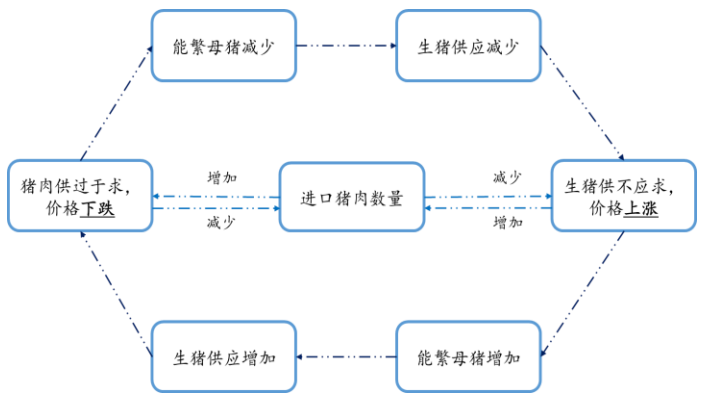 能繁母猪减少
生猪供应减少
猪肉供过于求，
价格下跌
增加
减少
进口猪肉数量
减少
增加
生猪供不应求，
价格上涨
生猪供应增加
能繁母猪增加